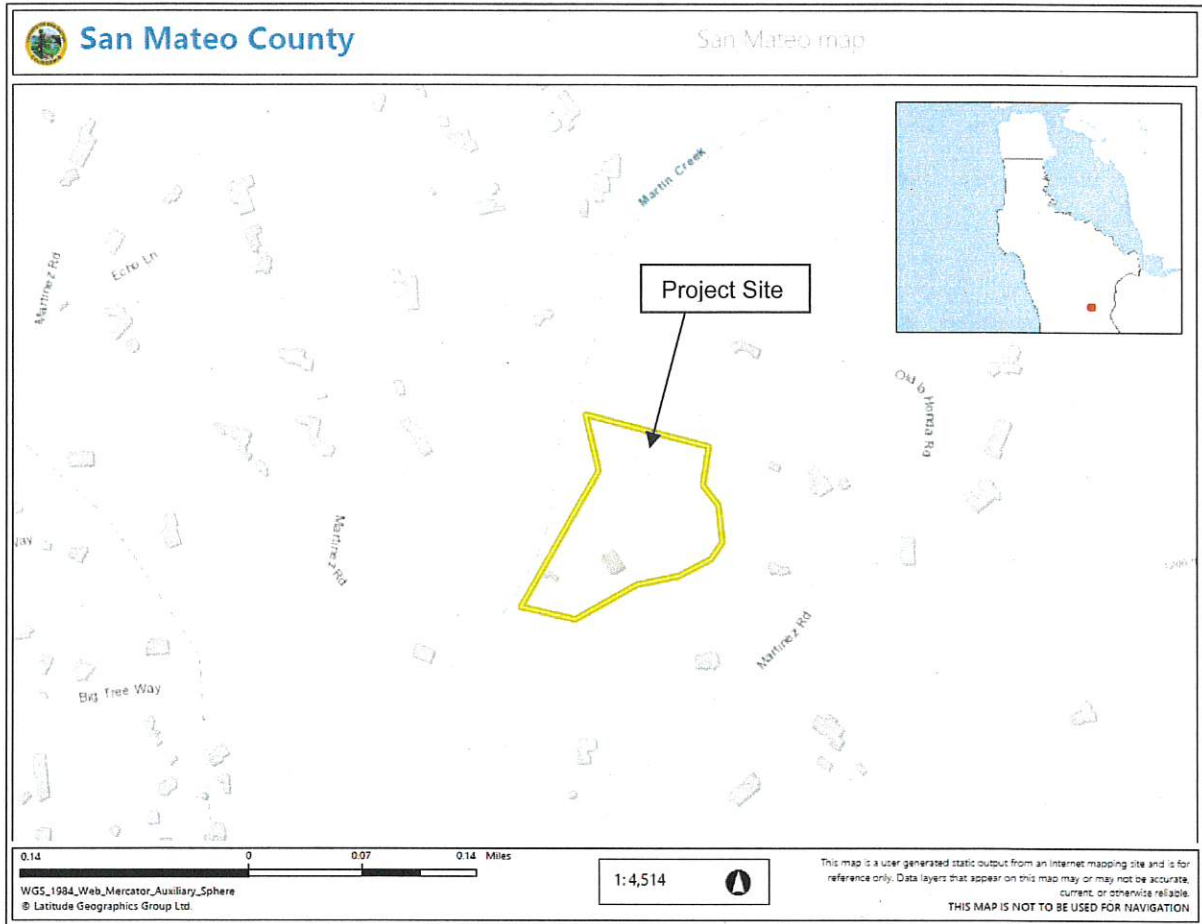 San Mateo County
San Mateo map
Martin Creek
Martinez Rd
Echo Ln
Project Site
Old la Honda Rd
Martinez Rd
Way
Martinez Rd
Big Tree Way
0.14 0 0.07 0.14 Miles
WGS_1984_Web_Mercator_Auxiliary_Sphere
© Latitude Geographics Group Ltd.
1:4,514
This map is a user generated static output from an Internet mapping site and is for
reference only. Data layers that appear on this map may or may not be accurate,
current, or otherwise reliable.
THIS MAP IS NOT TO BE USED FOR NAVIGATION